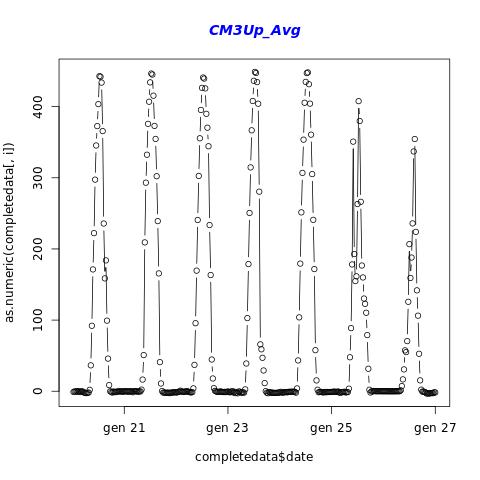 CM3Up_Avg
as.numeric(completedata[, i])
400
300
200
100
0
gen 21
gen 23
gen 25
gen 27
completedata$date